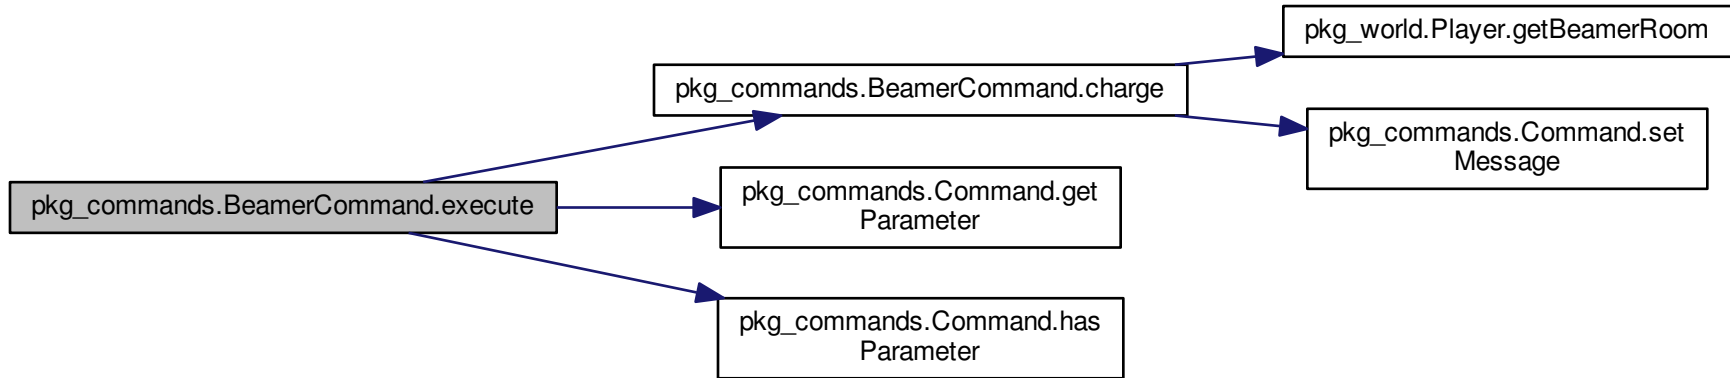 pkg_world.Player.getBeamerRoom
pkg_commands.BeamerCommand.charge
pkg_commands.Command.set
Message
pkg_commands.BeamerCommand.execute
pkg_commands.Command.get
Parameter
pkg_commands.Command.has
Parameter